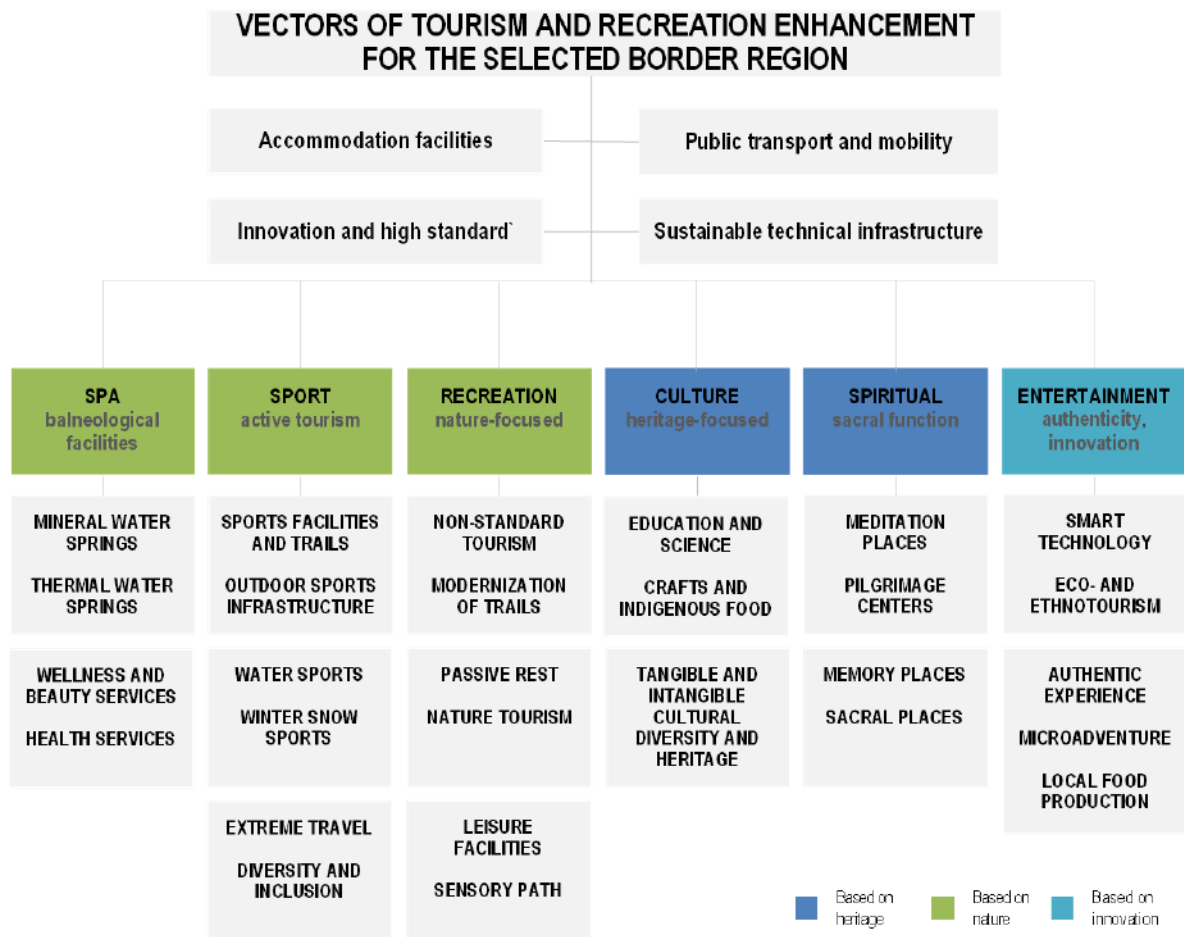 VECTORS OF TOURISM AND RECREATION ENHANCEMENT
FOR THE SELECTED BORDER REGION
Accommodation facilities
Public transport and mobility
Innovation and high standard`
Sustainable technical infrastructure
SPA
balneological
facilities
SPORT
active tourism
RECREATION
nature-focused
CULTURE
heritage-focused
SPIRITUAL
sacral function
ENTERTAINMENT
authenticity,
innovation
MINERAL WATER
SPRINGS
THERMAL WATER
SPRINGS
SPORTS FACILITIES
AND TRAILS
OUTDOOR SPORTS
INFRASTRUCTURE
NON-STANDARD
TOURISM
MODERNIZATION
OF TRAILS
EDUCATION AND
SCIENCE
CRAFTS AND
INDIGENOUS FOOD
MEDITATION
PLACES
PILGRIMAGE
CENTERS
SMART
TECHNOLOGY
ECO- AND
ETHNOTOURISM
WELLNESS AND
BEAUTY SERVICES
HEALTH SERVICES
WATER SPORTS
WINTER SNOW
SPORTS
PASSIVE REST
NATURE TOURISM
TANGIBLE AND
INTANGIBLE
CULTURAL
DIVERSITY AND
HERITAGE
MEMORY PLACES
SACRAL PLACES
AUTHENTIC
EXPERIENCE
MICROADVENTURE
LOCAL FOOD
PRODUCTION
EXTREME TRAVEL
DIVERSITY AND
INCLUSION
LEISURE
FACILITIES
SENSORY PATH
Based on
heritage
Based on
nature
Based on
innovation